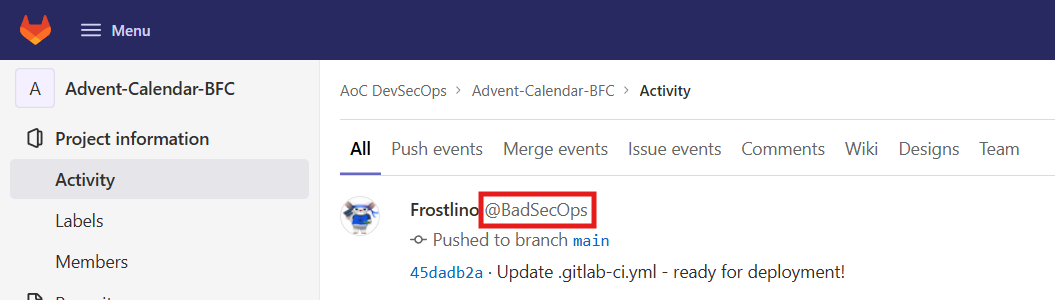 Menu
A Advent-Calendar-BFC
Project information
Activity
Labels
Members
AoC DevSecOps > Advent-Calendar-BFC > Activity
All Push events Merge events Issue events Comments Wiki Designs Team
Frostlino @BadSecOps
Pushed to branch main
45dadb2a · Update .gitlab-ci.yml - ready for deployment!